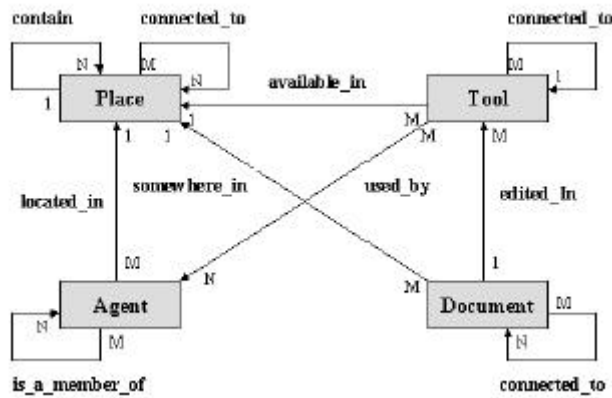 contain
connected_to
connected_to
N
M
N
M
1
1
Place
Tool
available_in
1
1
1
M
M
M
located_in
somewhere_in
used_by
edited_In
M
N
M
1
Agent
Document
N
M
M
N
is_a_member_of
connected_to